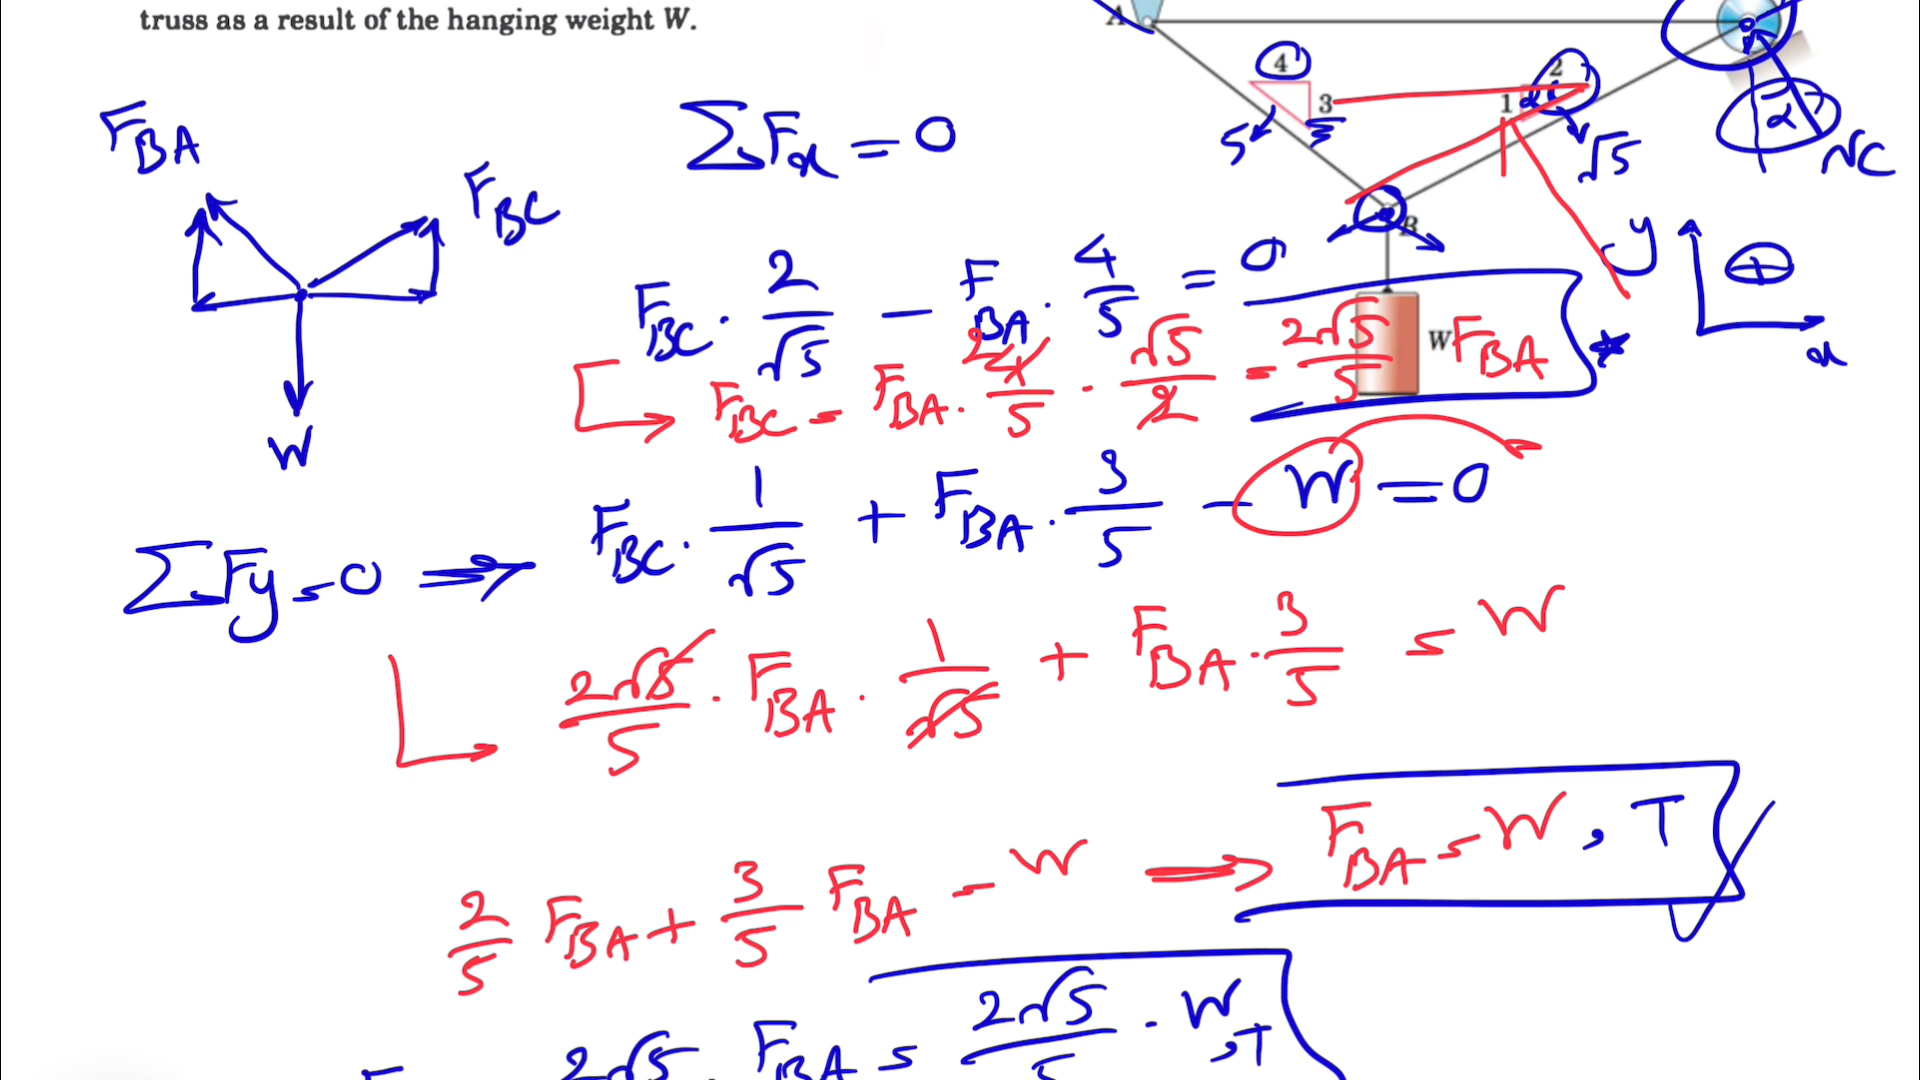 truss as a result of the hanging weight W.
A
4
3
5
1
2
√5
α
NC
B
W
F_BA
F_BC
W
ΣFx = 0
y
+
x
F_BC · 2/√5 − F_BA · 4/5 = 0
F_BC = F_BA · 4/5 · √5/2 = 2√5/5 F_BA *
2
ΣFy = 0 ⇒ F_BC · 1/√5 + F_BA · 3/5 − W = 0
2√5/5 · F_BA · 1/√5 + F_BA · 3/5 = W
2/5 F_BA + 3/5 F_BA = W ⇒ F_BA = W, T
2√5 F_BA = 2√5/5 · W, T